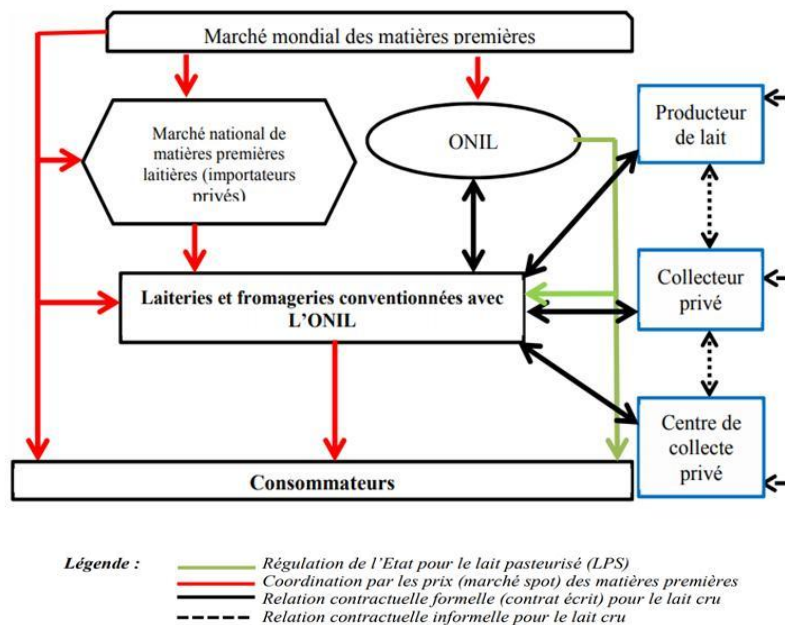 Marché mondial des matières premières
Marché national de
matières premières
laitières (importateurs
privés)
ONIL
Producteur
de lait
Laiteries et fromageries conventionnées avec
L’ONIL
Collecteur
privé
Centre de
collecte
privé
Consommateurs
Légende :
Régulation de l’Etat pour le lait pasteurisé (LPS)
Coordination par les prix (marché spot) des matières premières
Relation contractuelle formelle (contrat écrit) pour le lait cru
Relation contractuelle informelle pour le lait cru